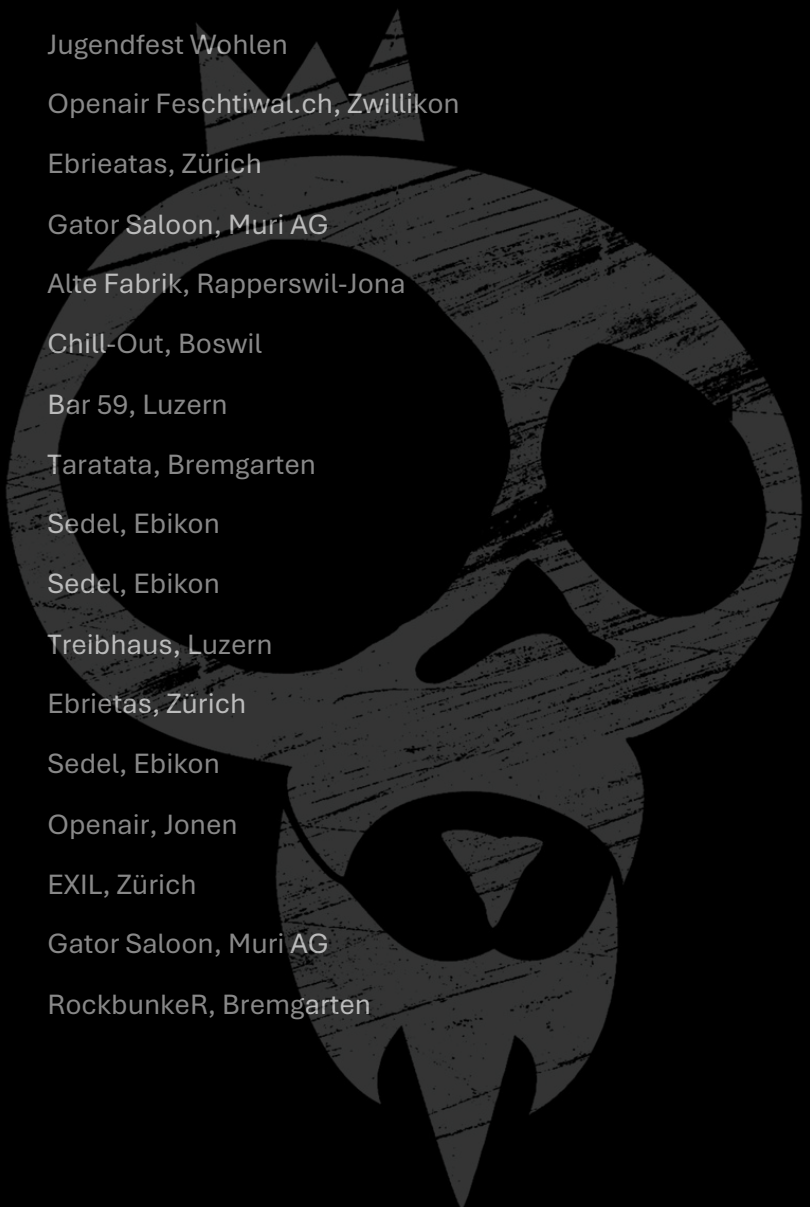 Jugendfest Wohlen
Openair Feschtiwal.ch, Zwillikon
Ebrieatas, Zürich
Gator Saloon, Muri AG
Alte Fabrik, Rapperswil-Jona
Chill-Out, Boswil
Bar 59, Luzern
Taratata, Bremgarten
Sedel, Ebikon
Sedel, Ebikon
Treibhaus, Luzern
Ebrietas, Zürich
Sedel, Ebikon
Openair, Jonen
EXIL, Zürich
Gator Saloon, Muri AG
RockbunkeR, Bremgarten